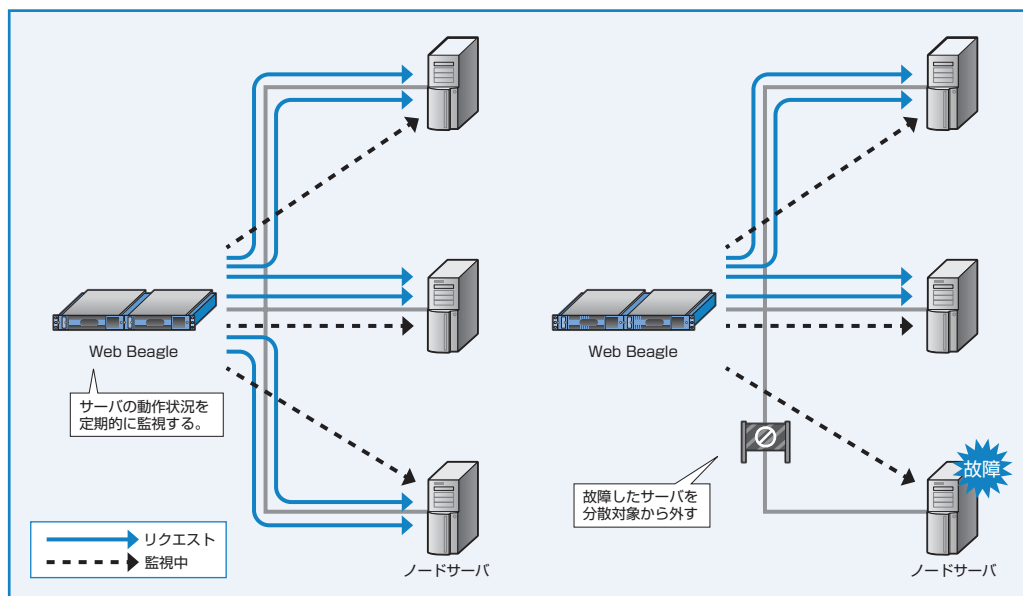 Web Beagle
サーバの動作状況を
定期的に監視する。
リクエスト
監視中
ノードサーバ
Web Beagle
故障したサーバを
分散対象から外す
故障
ノードサーバ